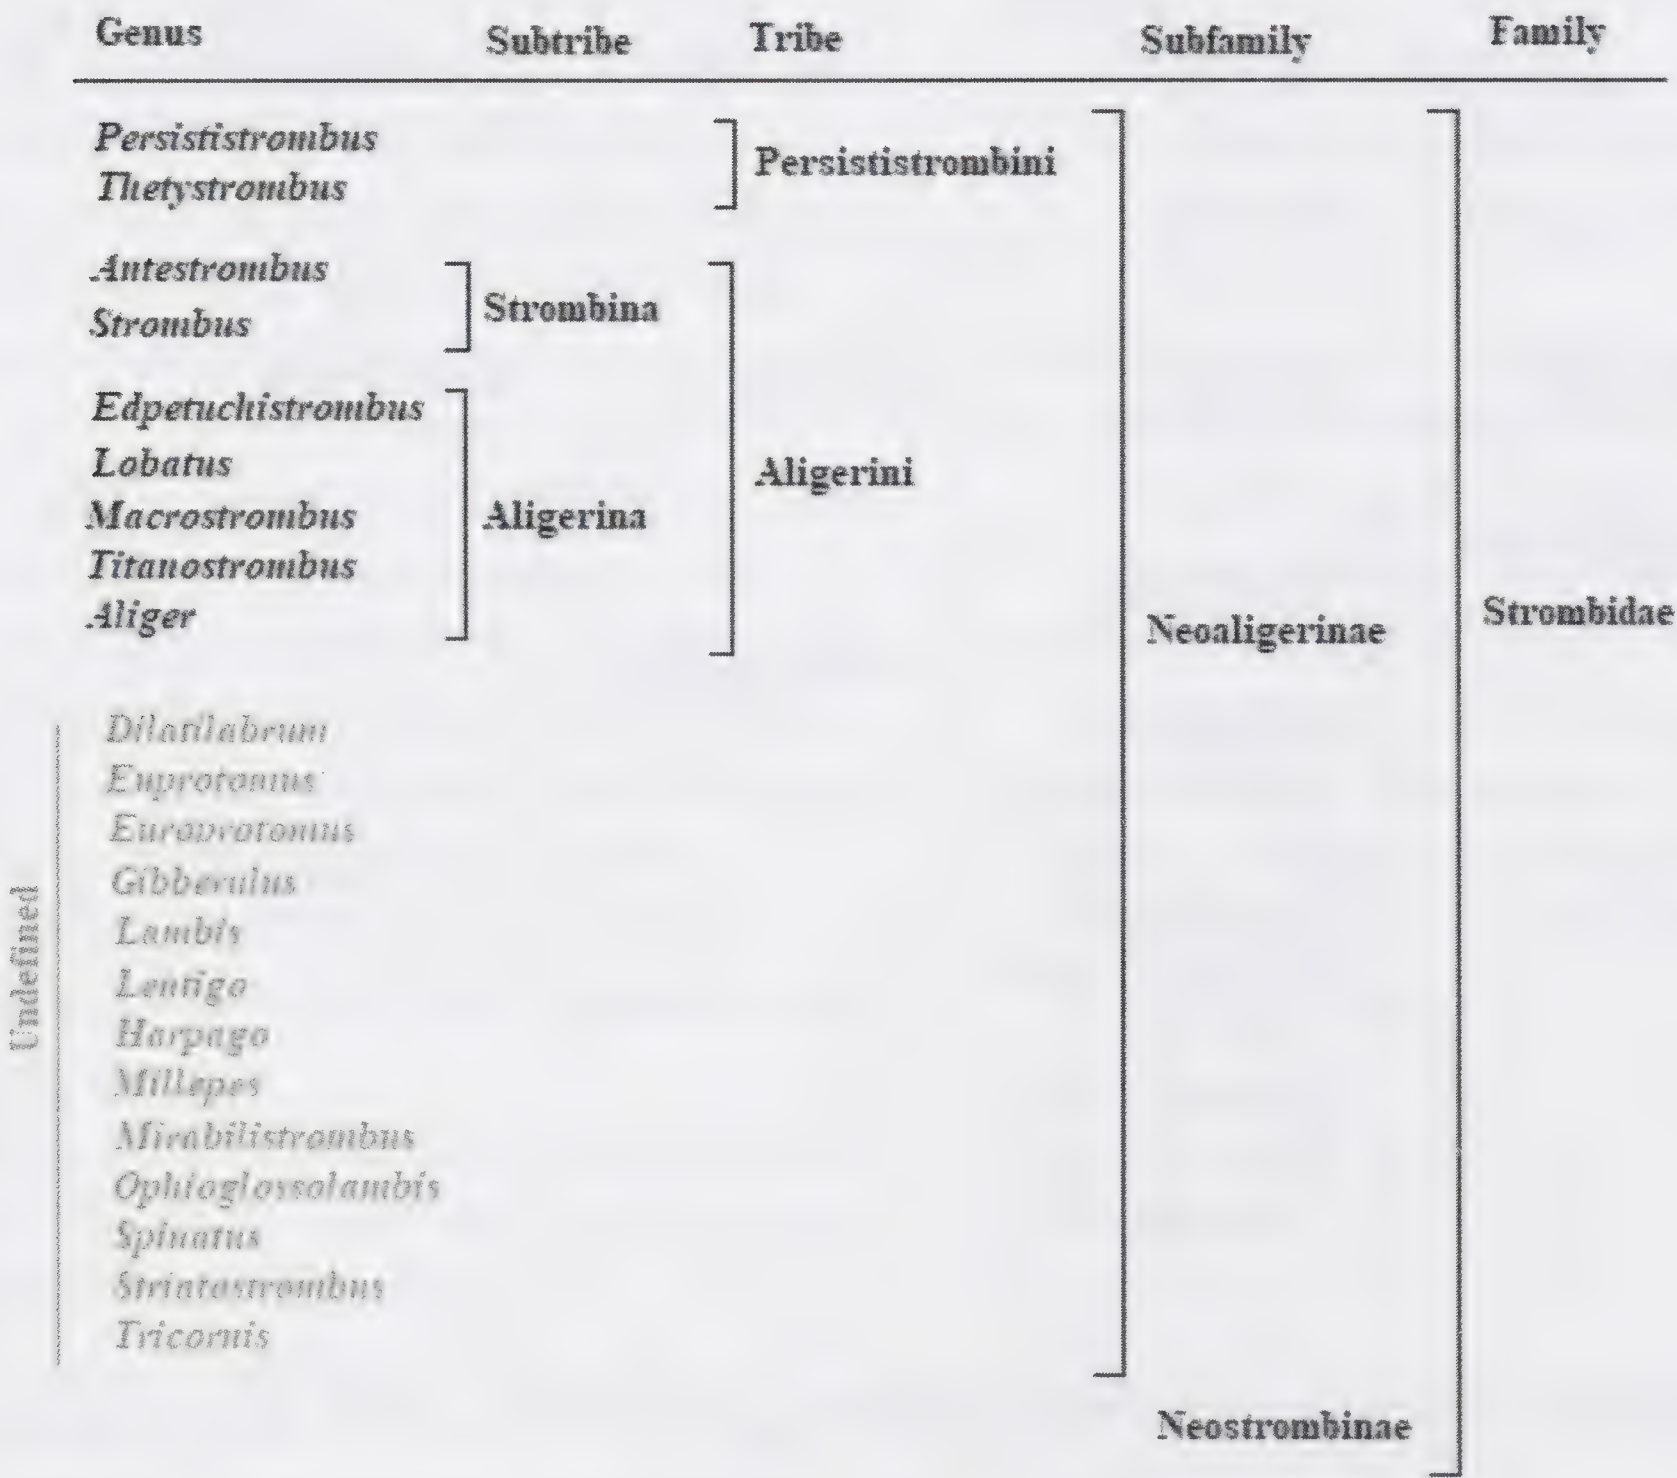 Genus Subtribe Tribe Subfamily Family
Persististrombus
Persististrombini
Thetystrombus
Antestrombus
Strombina
Strombus
Edpetuchistrombus
Lobatus
Aligerini
Macrostrombus
Aligerina
Titanostrombus
Aliger
Neoaligerinae
Strombidae
Undefined
Dilatilabrum
Euprotomus
Europrotomus
Gibberulus
Lambis
Lentigo
Harpago
Millepes
Mirabilistrombus
Ophioglossolambis
Spinatus
Striatostrombus
Tricornis
Neostrombinae